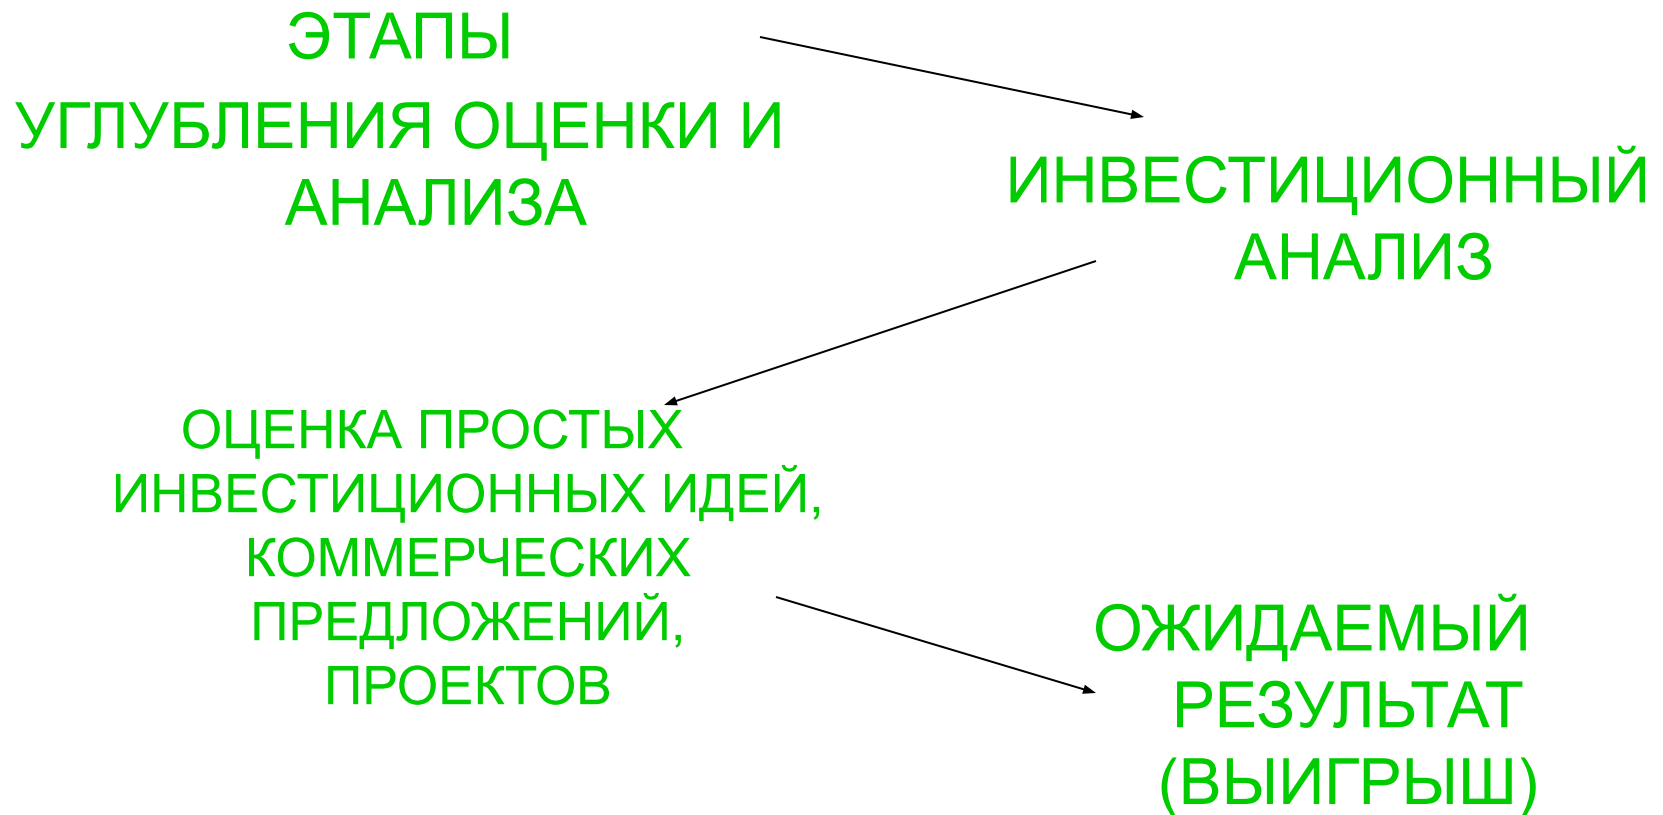 ЭТАПЫ
УГЛУБЛЕНИЯ ОЦЕНКИ И
АНАЛИЗА
ИНВЕСТИЦИОННЫЙ
АНАЛИЗ
ОЦЕНКА ПРОСТЫХ
ИНВЕСТИЦИОННЫХ ИДЕЙ,
КОММЕРЧЕСКИХ
ПРЕДЛОЖЕНИЙ,
ПРОЕКТОВ
ОЖИДАЕМЫЙ
РЕЗУЛЬТАТ
(ВЫИГРЫШ)